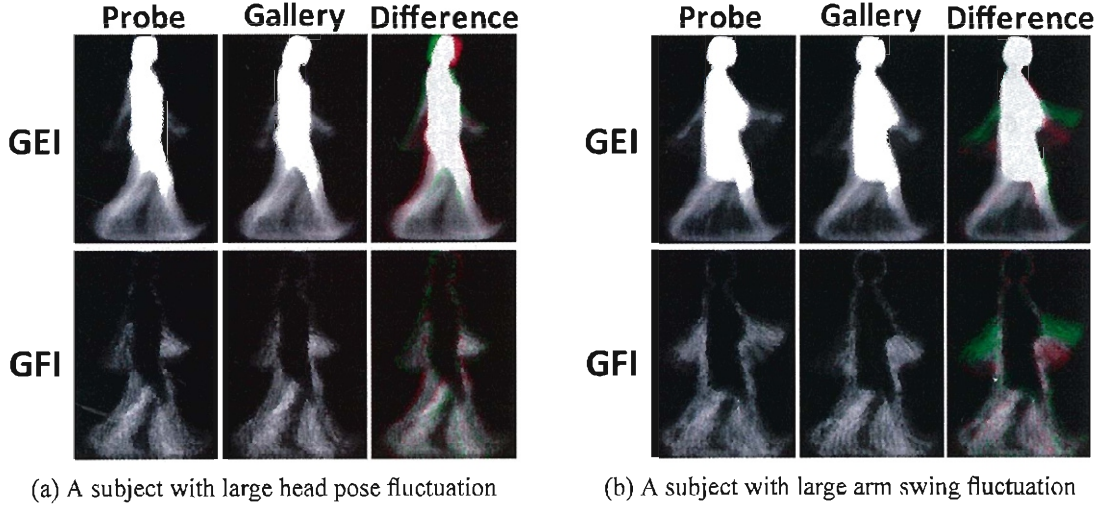 Probe Gallery Difference
GEI
GFI
(a) A subject with large head pose fluctuation
Probe Gallery Difference
GEI
GFI
(b) A subject with large arm swing fluctuation